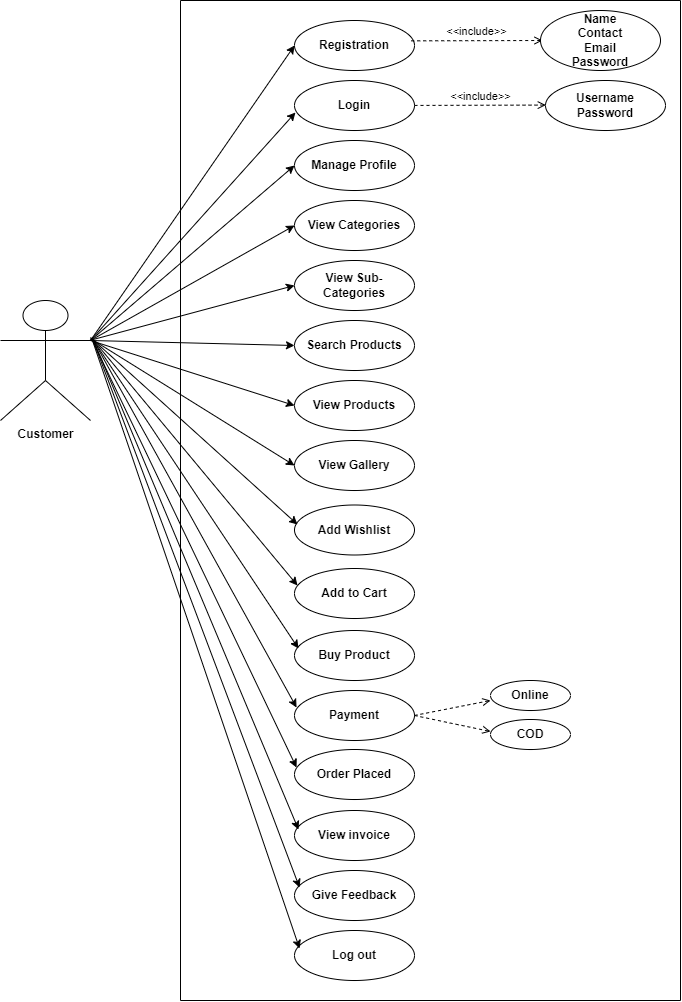 Registration
<<include>>
Name
Contact
Email
Password
Login
<<include>>
Username
Password
Manage Profile
View Categories
View Sub-
Categories
Search Products
View Products
Customer
View Gallery
Add Wishlist
Add to Cart
Buy Product
Payment
Online
COD
Order Placed
View invoice
Give Feedback
Log out